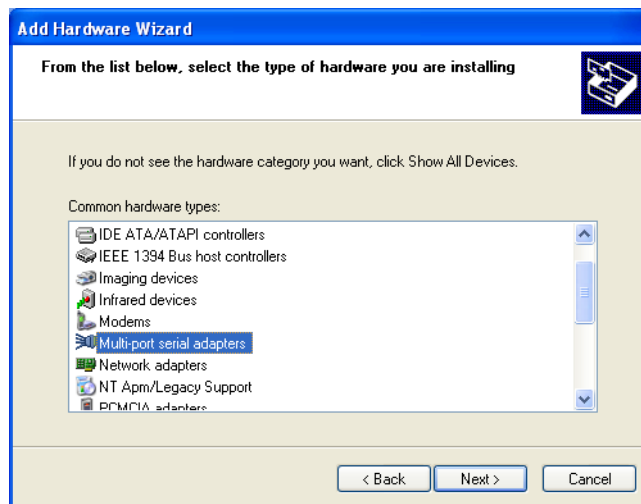 Add Hardware Wizard
From the list below, select the type of hardware you are installing
If you do not see the hardware category you want, click Show All Devices.
Common hardware types:
IDE ATA/ATAPI controllers
IEEE 1394 Bus host controllers
Imaging devices
Infrared devices
Modems
Multi-port serial adapters
Network adapters
NT Apm/Legacy Support
PCMCIA adapters
< Back
Next >
Cancel